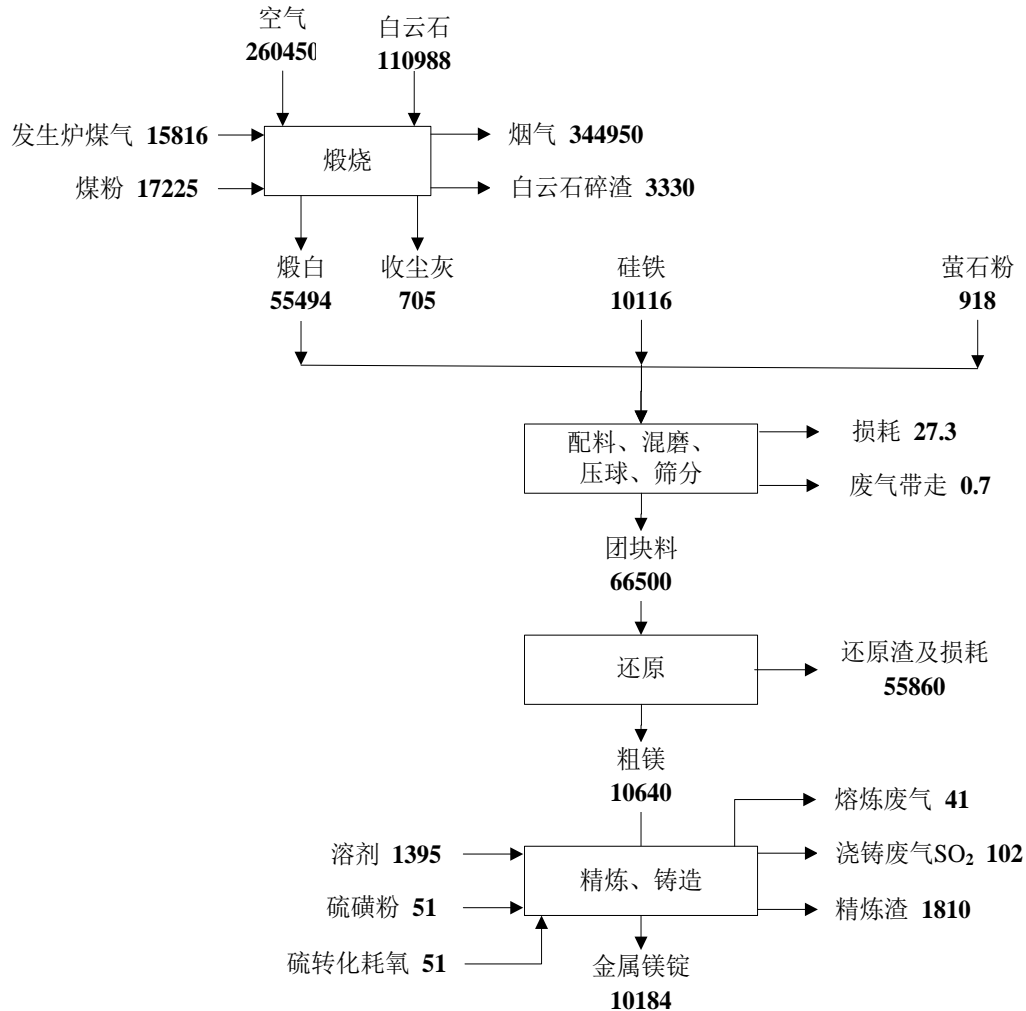 空气
260450
白云石
110988
发生炉煤气 15816
煅烧
烟气 344950
煤粉 17225
白云石碎渣 3330
煅白
55494
收尘灰
705
硅铁
10116
萤石粉
918
配料、混磨、
压球、筛分
损耗 27.3
废气带走 0.7
团块料
66500
还原
还原渣及损耗
55860
粗镁
10640
熔炼废气 41
溶剂 1395
精炼、铸造
浇铸废气SO₂ 102
硫磺粉 51
精炼渣 1810
硫转化耗氧 51
金属镁锭
10184